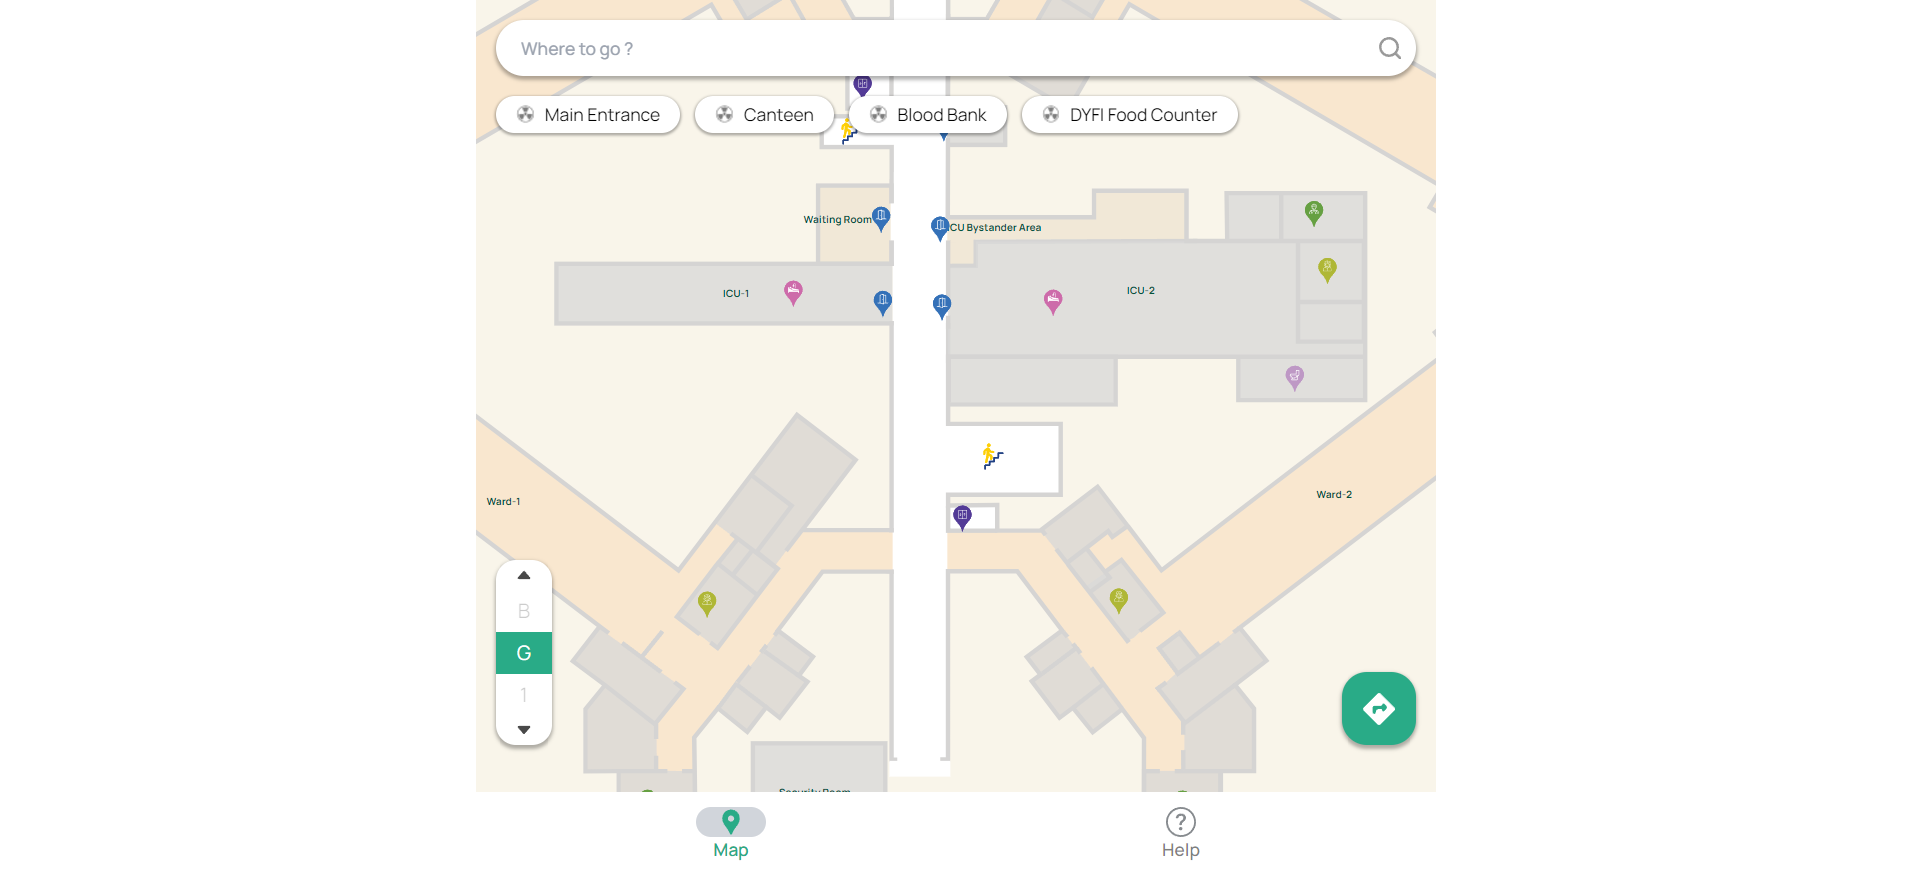 Where to go ?
Main Entrance
Canteen
Blood Bank
DYFI Food Counter
Waiting Room
CU Bystander Area
ICU-1
ICU-2
Ward-1
Ward-2
B
G
1
Security Room
Map
? Help